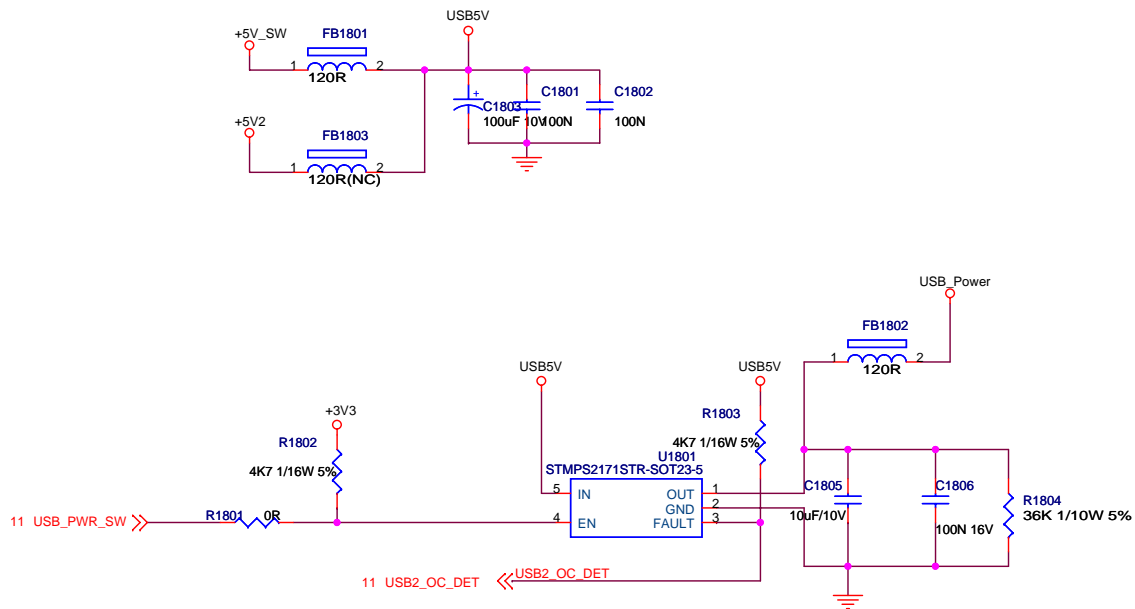 USB5V
+5V_SW
FB1801
1
2
120R
C1801
C1802
C1803
100uF 10V
100N
100N
+5V2
FB1803
1
2
120R(NC)
USB_Power
FB1802
1
2
120R
USB5V
USB5V
+3V3
R1803
R1802
4K7 1/16W 5%
U1801
4K7 1/16W 5%
STMPS2171STR-SOT23-5
5
IN
OUT
1
GND
2
4
EN
FAULT
3
C1805
C1806
R1804
10uF/10V
36K 1/10W 5%
100N 16V
11 USB_PWR_SW
R1801
0R
11 USB2_OC_DET
USB2_OC_DET